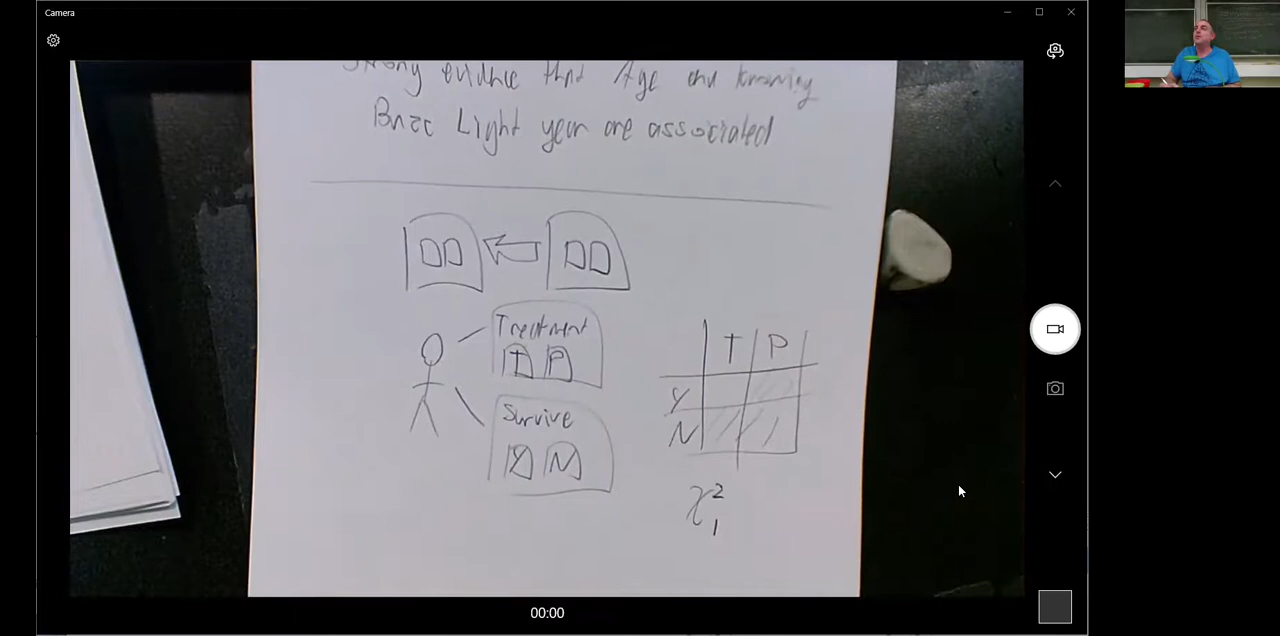 Camera
Strong evidence that Age and knowing
Buzz Light year are associated
Treatment
T P
Survive
Y N
T P
Y
N
χ²₁
00:00